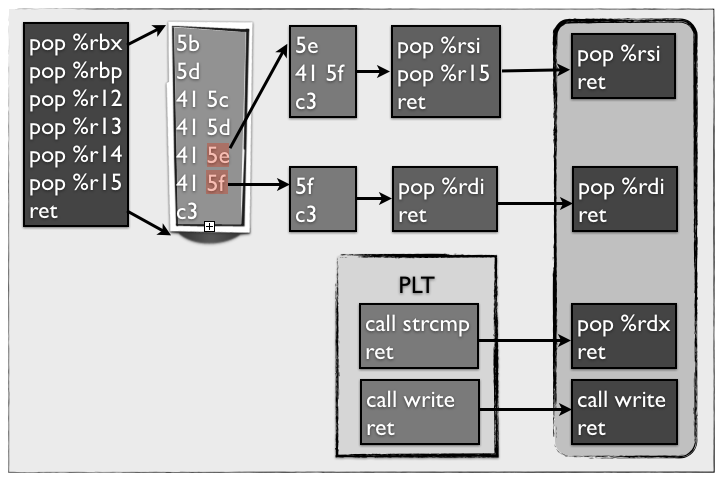 pop %rbx
pop %rbp
pop %r12
pop %r13
pop %r14
pop %r15
ret
5b
5d
41 5c
41 5d
41 5e
41 5f
c3
5e
41 5f
c3
pop %rsi
pop %r15
ret
pop %rsi
ret
5f
c3
pop %rdi
ret
pop %rdi
ret
PLT
call strcmp
ret
pop %rdx
ret
call write
ret
call write
ret